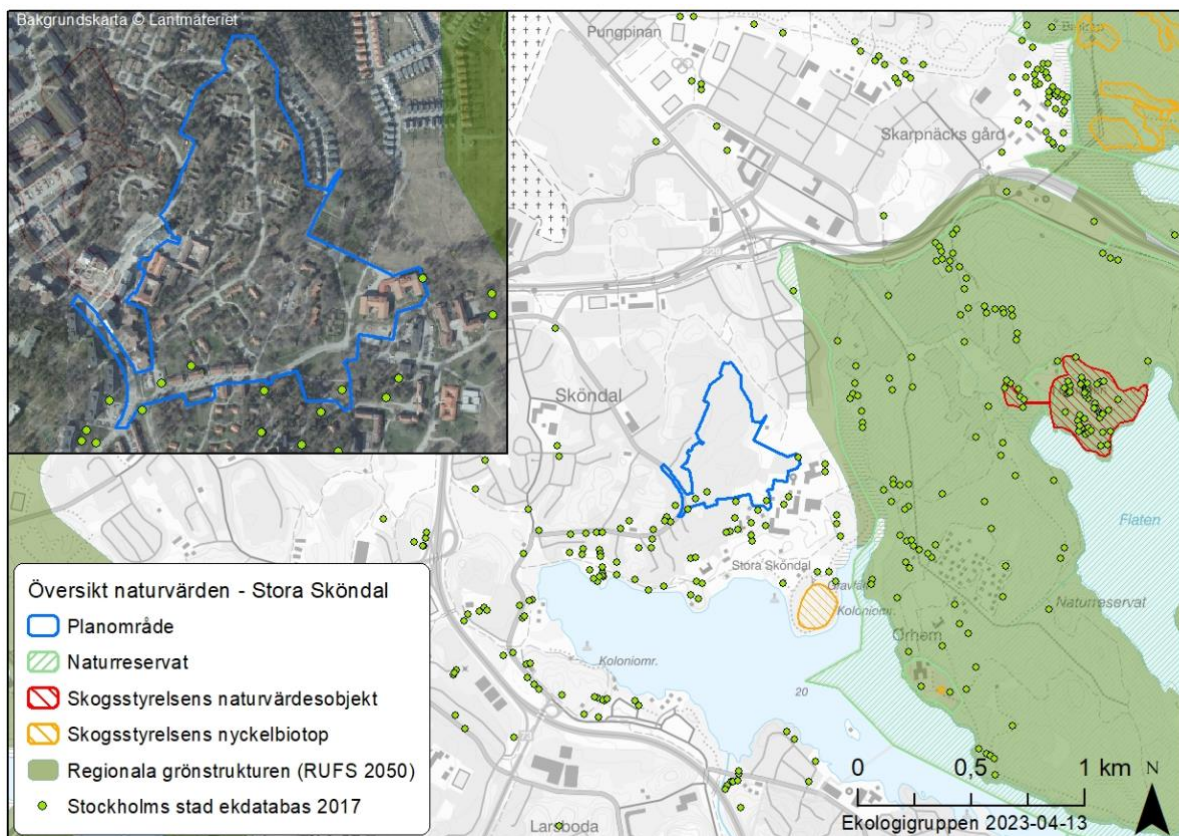 Bakgrundskarta © Lantmäteriet
Pungpinan
Skarpnäcks gård
Sköndal
Flaten
Stora Sköndal
Koloniomr.
Naturreservat
Orhem
Koloniomr.
20
Larsboda
Översikt naturvärden - Stora Sköndal
Planområde
Naturreservat
Skogsstyrelsens naturvärdesobjekt
Skogsstyrelsens nyckelbiotop
Regionala grönstrukturen (RUFS 2050)
Stockholms stad ekdatabas 2017
0 0,5 1 km N
Ekologigruppen 2023-04-13